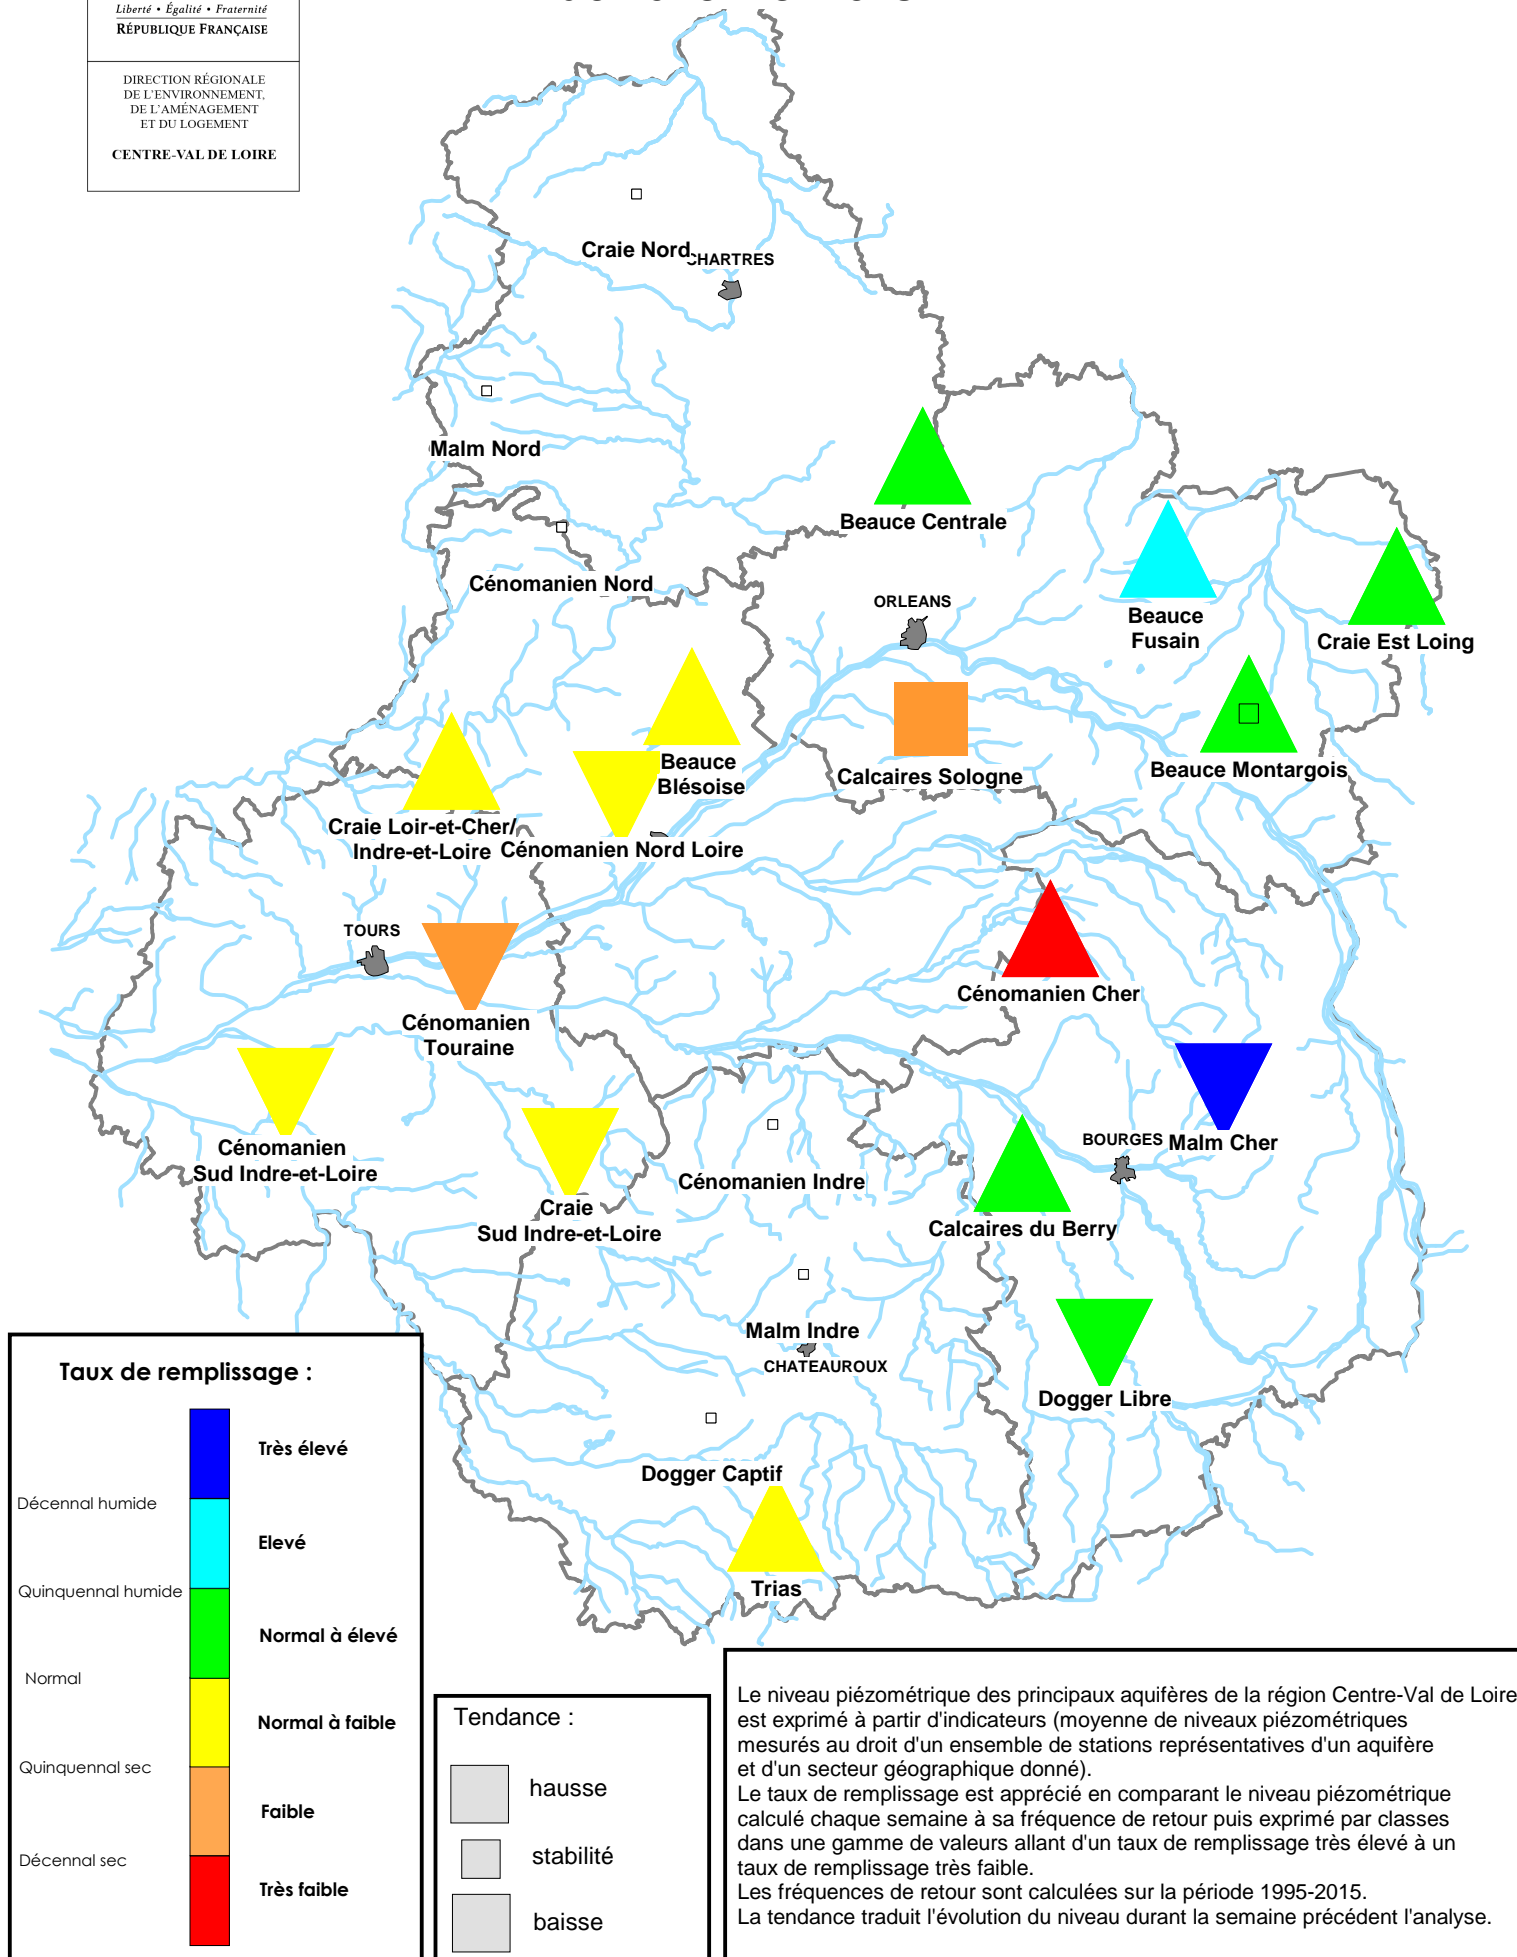 Liberté • Égalité • Fraternité
RÉPUBLIQUE FRANÇAISE
DIRECTION RÉGIONALE
DE L'ENVIRONNEMENT,
DE L'AMÉNAGEMENT
ET DU LOGEMENT
CENTRE-VAL DE LOIRE
Craie Nord
CHARTRES
Malm Nord
Beauce Centrale
Cénomanien Nord
ORLEANS
Beauce
Fusain
Craie Est Loing
Beauce
Blésoise
Calcaires Sologne
Beauce Montargois
Craie Loir-et-Cher/
Indre-et-Loire
Cénomanien Nord Loire
TOURS
Cénomanien Cher
Cénomanien
Touraine
Cénomanien
Sud Indre-et-Loire
BOURGES
Malm Cher
Cénomanien Indre
Craie
Sud Indre-et-Loire
Calcaires du Berry
Malm Indre
CHATEAUROUX
Dogger Libre
Dogger Captif
Trias
Taux de remplissage :
Très élevé
Décennal humide
Elevé
Quinquennal humide
Normal à élevé
Normal
Normal à faible
Quinquennal sec
Faible
Décennal sec
Très faible
Tendance :
hausse
stabilité
baisse
Le niveau piézométrique des principaux aquifères de la région Centre-Val de Loire
est exprimé à partir d'indicateurs (moyenne de niveaux piézométriques
mesurés au droit d'un ensemble de stations représentatives d'un aquifère
et d'un secteur géographique donné).
Le taux de remplissage est apprécié en comparant le niveau piézométrique
calculé chaque semaine à sa fréquence de retour puis exprimé par classes
dans une gamme de valeurs allant d'un taux de remplissage très élevé à un
taux de remplissage très faible.
Les fréquences de retour sont calculées sur la période 1995-2015.
La tendance traduit l'évolution du niveau durant la semaine précédent l'analyse.